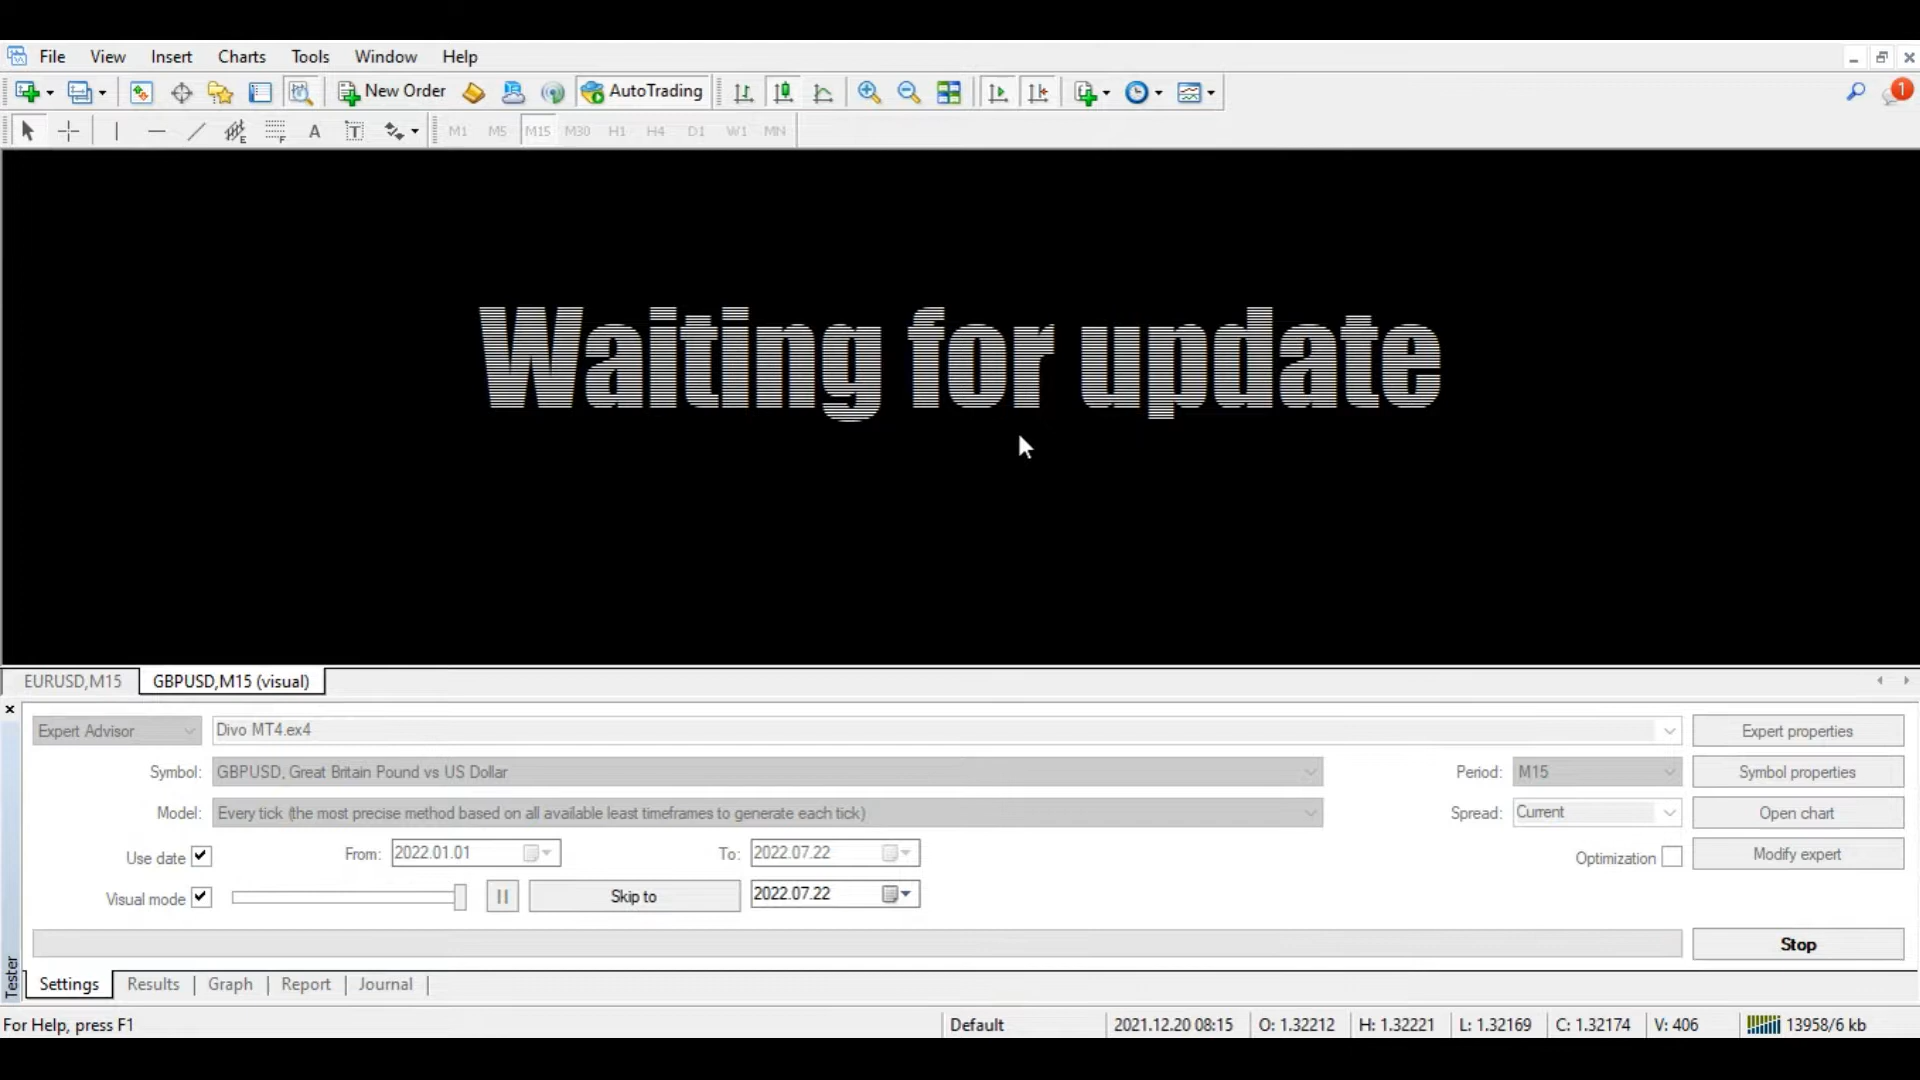 File View Insert Charts Tools Window Help
New Order AutoTrading 1
A T M1 M5 M15 M30 H1 H4 D1 W1 MN
Waiting for update
EURUSD,M15 GBPUSD,M15 (visual)
Expert Advisor Divo MT4.ex4 Expert properties
Symbol: GBPUSD, Great Britain Pound vs US Dollar Period: M15 Symbol properties
Model: Every tick (the most precise method based on all available least timeframes to generate each tick) Spread: Current Open chart
Use date From: 2022.01.01 To: 2022.07.22 Optimization Modify expert
Visual mode Skip to 2022.07.22
Stop
Tester
Settings Results Graph Report Journal
For Help, press F1 Default 2021.12.20 08:15 O: 1.32212 H: 1.32221 L: 1.32169 C: 1.32174 V: 406 13958/6 kb